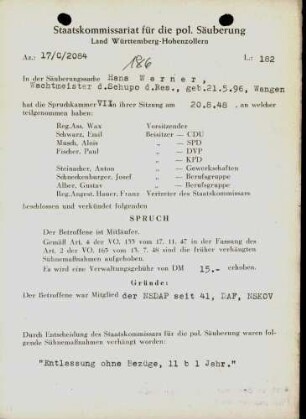 Staatskommissariat für die pol. Säuberung
Land Württemberg-Hohenzollern
Az.: 17/C/2084 L: 182
186
In der Säuberungssache Hans Werner,
Wachtmeister d.Schupo d.Res., geb.21.5.96, Wangen
hat die Spruchkammer VII in ihrer Sitzung am 20.8.48 , an welcher
teilgenommen haben:
Reg.Ass. Wax Vorsitzender
Schwarz, Emil Beisitzer — CDU
Munk, Alois „ — SPD
Fischer, Paul „ — DVP
„ — KPD
Steinauer, Anton „ — Gewerkschaften
Schneckenburger, Josef „ — Berufsgruppe
Alber, Gustav „ — Berufsgruppe
Reg.Angest. Hauer, Franz Vertreter des Staatskommissars
beschlossen und verkündet folgenden
SPRUCH
Der Betroffene ist Mitläufer.
Gemäß Art. 4 der VO. 133 vom 17. 11. 47 in der Fassung des
Art. 2 der VO. 165 vom 13. 7. 48 sind die früher verhängten
Sühnemaßnahmen aufgehoben.
Es wird eine Verwaltungsgebühr von DM 15.- erhoben.
Gründe:
Der Betroffene war Mitglied der NSDAP seit 41, DAF, NSKOV
Durch Entscheidung des Staatskommissars für die pol. Säuberung waren fol-
gende Sühnemaßnahmen verhängt worden:
"Entlassung ohne Bezüge, 11 b 1 Jahr."